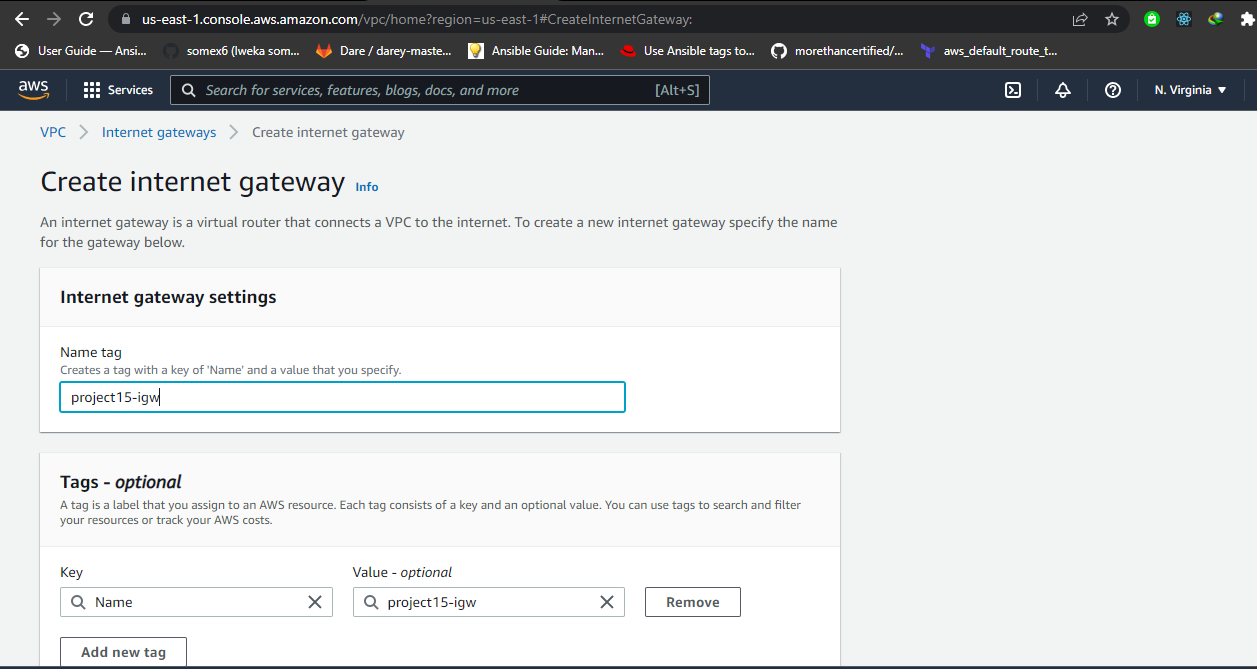 us-east-1.console.aws.amazon.com/vpc/home?region=us-east-1#CreateInternetGateway:
User Guide — Ansi... somex6 (Iweka som... Dare / darey-maste... Ansible Guide: Man... Use Ansible tags to... morethancertified/... aws_default_route_t...
aws Services Search for services, features, blogs, docs, and more [Alt+S] N. Virginia
VPC Internet gateways Create internet gateway
Create internet gateway Info
An internet gateway is a virtual router that connects a VPC to the internet. To create a new internet gateway specify the name
for the gateway below.
Internet gateway settings
Name tag
Creates a tag with a key of 'Name' and a value that you specify.
project15-igw
Tags - optional
A tag is a label that you assign to an AWS resource. Each tag consists of a key and an optional value. You can use tags to search and filter
your resources or track your AWS costs.
Key Value - optional
Name project15-igw Remove
Add new tag